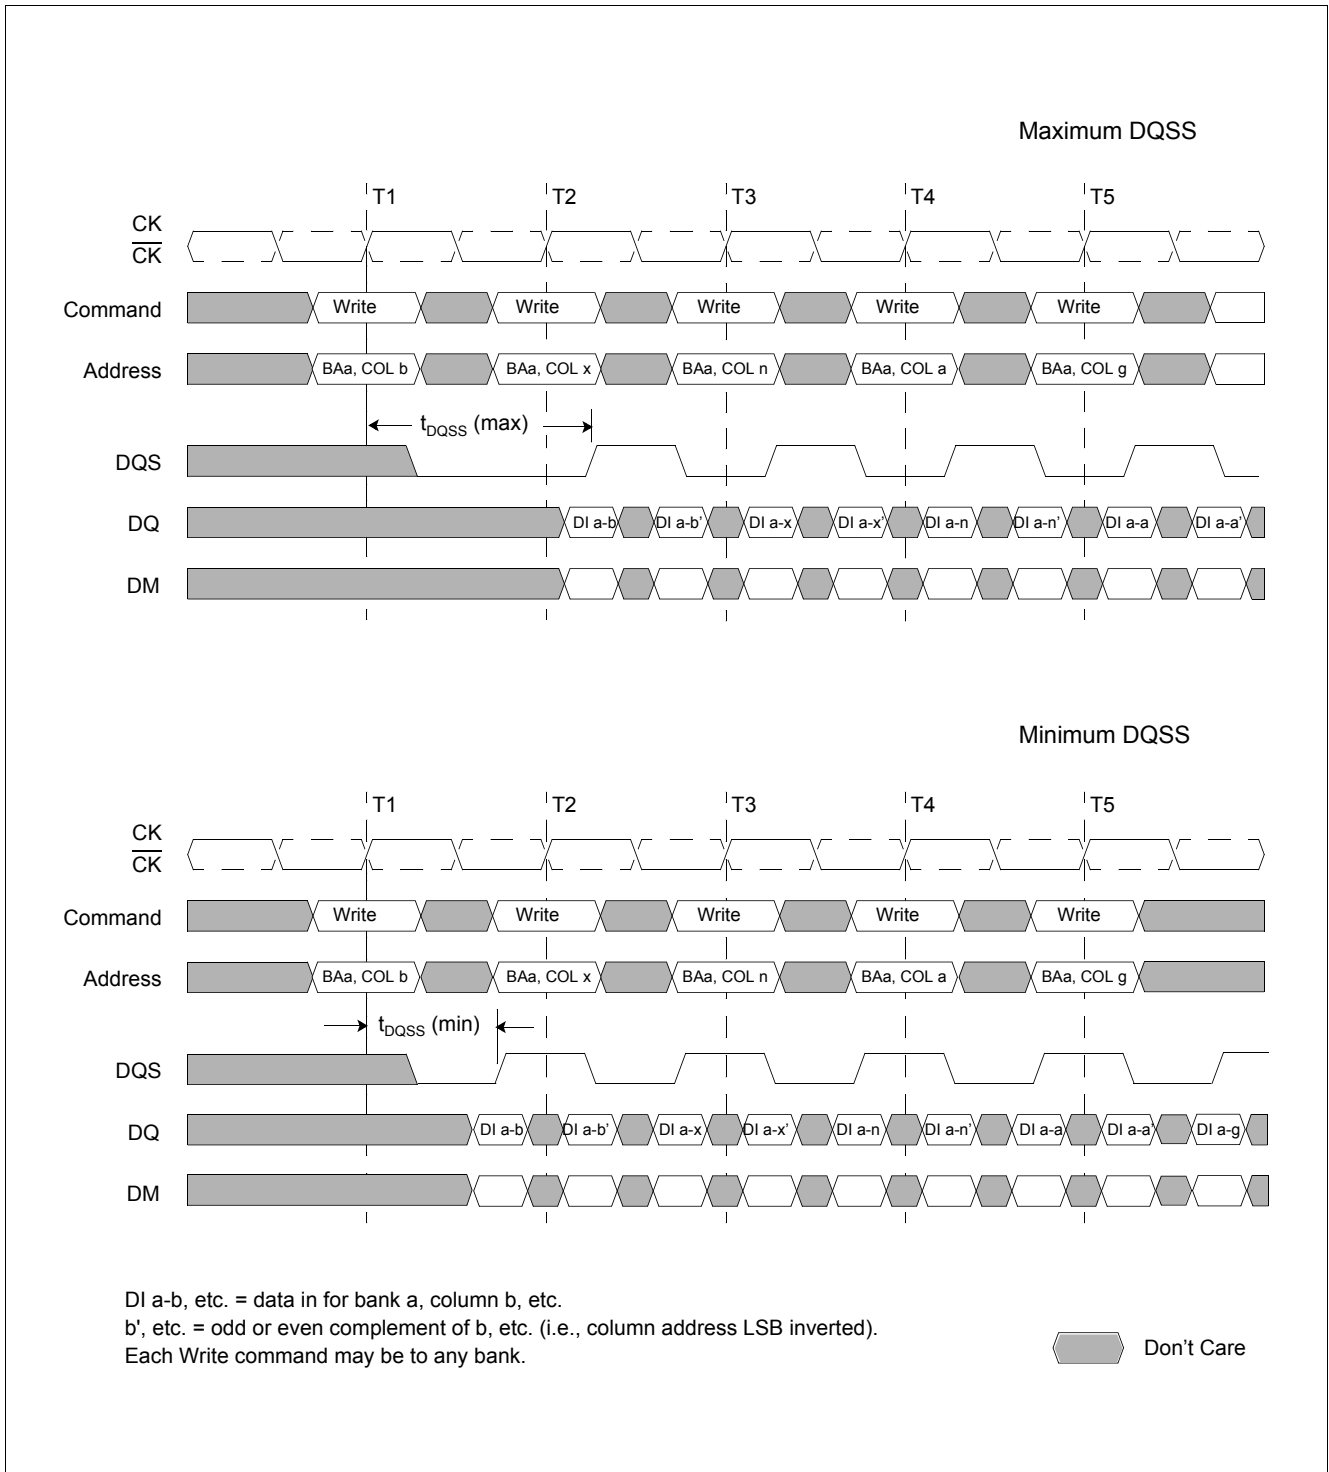 Maximum DQSS
T1 T2 T3 T4 T5
CK
CK
Command Write Write Write Write Write
Address BAa, COL b BAa, COL x BAa, COL n BAa, COL a BAa, COL g
tDQSS (max)
DQS
DQ DI a-b DI a-b' DI a-x DI a-x' DI a-n DI a-n' DI a-a DI a-a'
DM
Minimum DQSS
T1 T2 T3 T4 T5
CK
CK
Command Write Write Write Write Write
Address BAa, COL b BAa, COL x BAa, COL n BAa, COL a BAa, COL g
tDQSS (min)
DQS
DQ DI a-b DI a-b' DI a-x DI a-x' DI a-n DI a-n' DI a-a DI a-a' DI a-g
DM
DI a-b, etc. = data in for bank a, column b, etc.
b', etc. = odd or even complement of b, etc. (i.e., column address LSB inverted).
Each Write command may be to any bank.
Don't Care